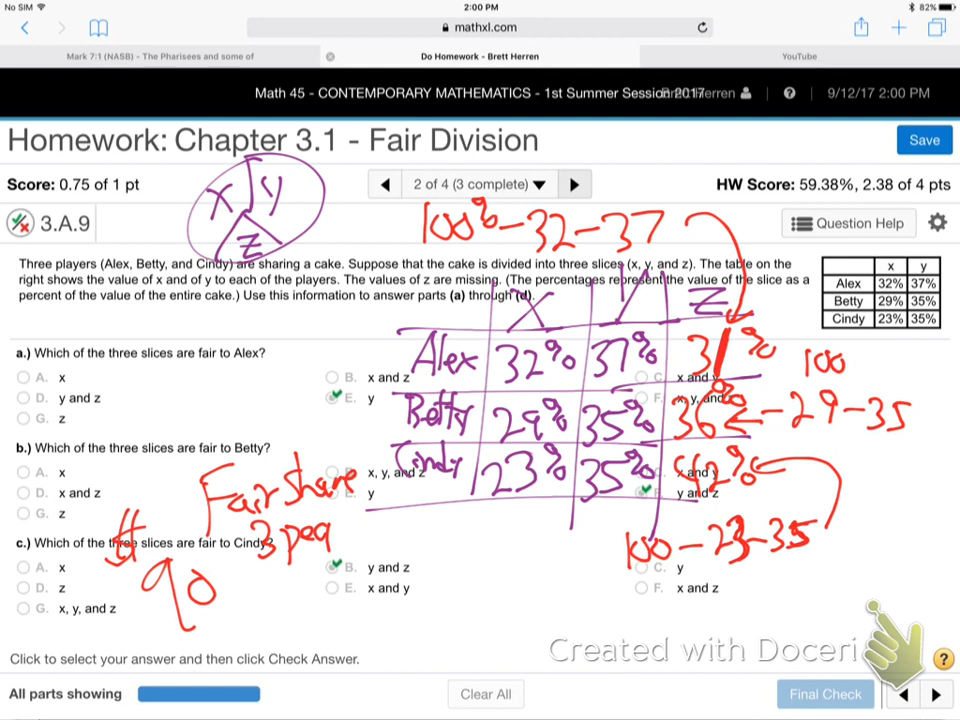 No SIM 2:00 PM 82%
mathxl.com
Mark 7:1 (NASB) - The Pharisees and some of Do Homework - Brett Herren YouTube
Math 45 - CONTEMPORARY MATHEMATICS - 1st Summer Session 2017 Herren 9/12/17 2:00 PM
Homework: Chapter 3.1 - Fair Division Save
Score: 0.75 of 1 pt 2 of 4 (3 complete) HW Score: 59.38%, 2.38 of 4 pts
x y
z
3.A.9 Question Help
100% - 32 - 37
Three players (Alex, Betty, and Cindy) are sharing a cake. Suppose that the cake is divided into three slices (x, y, and z). The table on the
right shows the value of x and of y to each of the players. The values of z are missing. (The percentages represent the value of the slice as a
percent of the value of the entire cake.) Use this information to answer parts (a) through (d).
x y
Alex 32% 37%
Betty 29% 35%
Cindy 23% 35%
X Y Z
Alex 32% 37% 31%
Betty 29% 35% 36%
Cindy 23% 35% 42%
100
- 29 - 35
100 - 23 - 35
a.) Which of the three slices are fair to Alex?
A. x B. x and z C. x and y
D. y and z E. y F. x, y, and
G. z
b.) Which of the three slices are fair to Betty?
A. x x, y, and z x and y
D. x and z E. y y and z
G. z
Fair share
3 peq
#
90
c.) Which of the three slices are fair to Cindy?
A. x B. y and z C. y
D. z E. x and y F. x and z
G. x, y, and z
Created with Doceri
Click to select your answer and then click Check Answer. ?
All parts showing Clear All Final Check